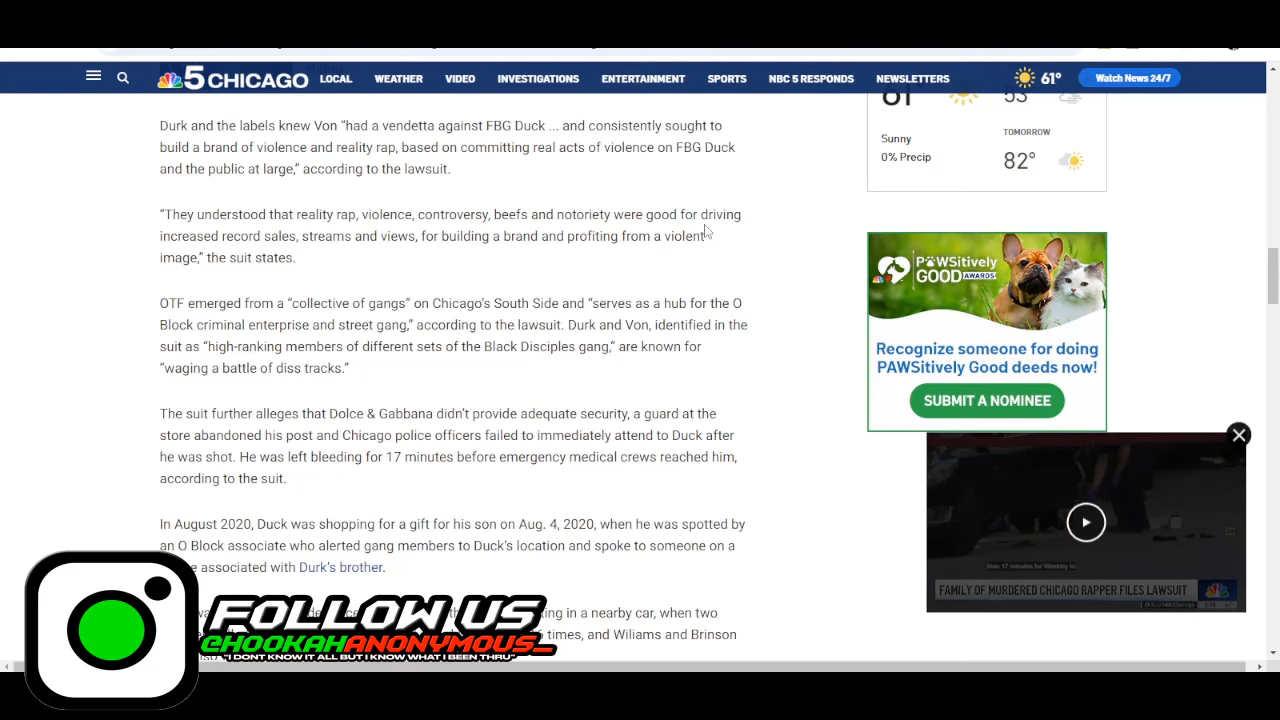 5 CHICAGO
LOCAL
WEATHER
VIDEO
INVESTIGATIONS
ENTERTAINMENT
SPORTS
NBC 5 RESPONDS
NEWSLETTERS
61°
Watch News 24/7
Durk and the labels knew Von “had a vendetta against FBG Duck ... and consistently sought to
build a brand of violence and reality rap, based on committing real acts of violence on FBG Duck
and the public at large,” according to the lawsuit.
“They understood that reality rap, violence, controversy, beefs and notoriety were good for driving
increased record sales, streams and views, for building a brand and profiting from a violent
image,” the suit states.
OTF emerged from a “collective of gangs” on Chicago’s South Side and “serves as a hub for the O
Block criminal enterprise and street gang,” according to the lawsuit. Durk and Von, identified in the
suit as “high-ranking members of different sets of the Black Disciples gang,” are known for
“waging a battle of diss tracks.”
The suit further alleges that Dolce & Gabbana didn’t provide adequate security, a guard at the
store abandoned his post and Chicago police officers failed to immediately attend to Duck after
he was shot. He was left bleeding for 17 minutes before emergency medical crews reached him,
according to the suit.
In August 2020, Duck was shopping for a gift for his son on Aug. 4, 2020, when he was spotted by
an O Block associate who alerted gang members to Duck’s location and spoke to someone on a
associated with Durk’s brother.
king in a nearby car, when two
times, and Wiliams and Brinson
61°
53°
Sunny
0% Precip
TOMORROW
82°
PAWSitively
GOOD AWARDS!
Recognize someone for doing
PAWSitively Good deeds now!
SUBMIT A NOMINEE
FAMILY OF MURDERED CHICAGO RAPPER FILES LAWSUIT
FOLLOW US
@HOOKAHANONYMOUS_
"I DONT KNOW IT ALL BUT I KNOW WHAT I BEEN THRU"